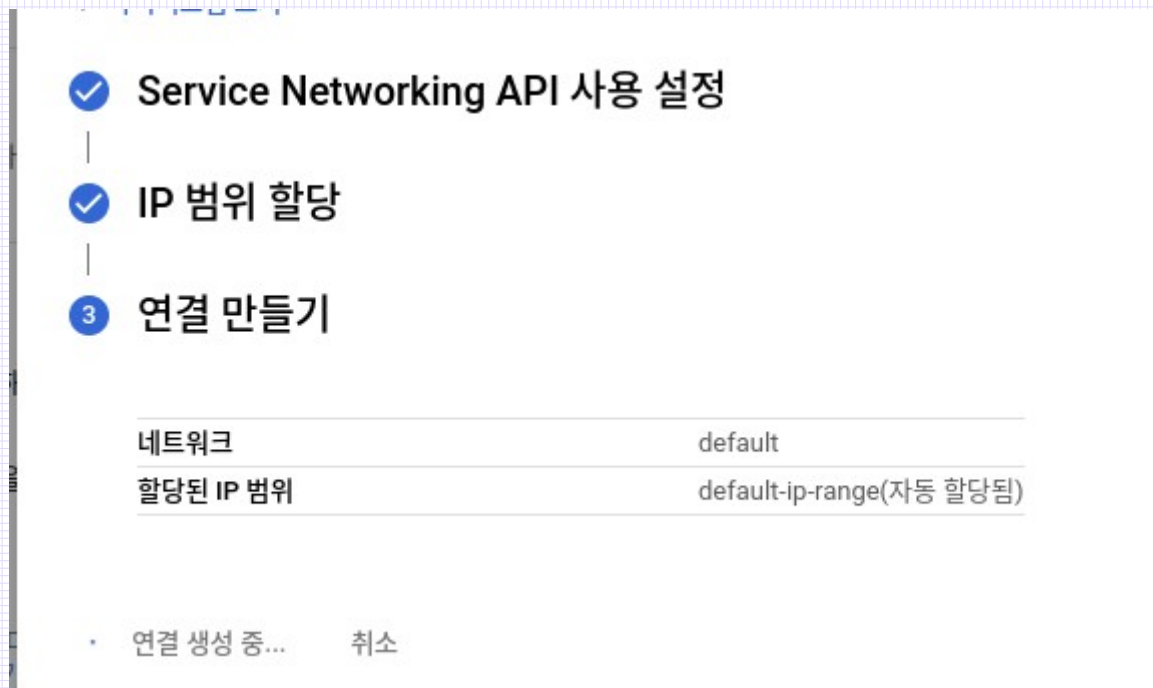 Service Networking API 사용 설정
IP 범위 할당
3 연결 만들기
네트워크 default
할당된 IP 범위 default-ip-range(자동 할당됨)
연결 생성 중... 취소